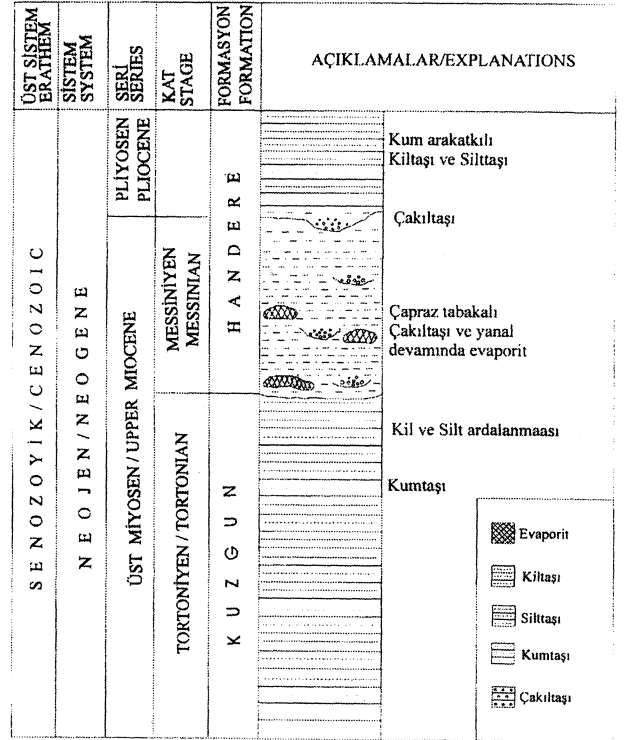 ÜST SİSTEM
ERATHEM
SİSTEM
SYSTEM
SERİ
SERIES
KAT
STAGE
FORMASYON
FORMATION
AÇIKLAMALAR/EXPLANATIONS
SENOZOYİK/CENOZOIC
NEOJEN/NEOGENE
PLİYOSEN
PLIOCENE
ÜST MİYOSEN / UPPER MIOCENE
MESSİNİYEN
MESSINIAN
TORTONİYEN / TORTONIAN
HANDERE
KUZGUN
Kum arakatkılı
Kiltaşı ve Silttaşı
Çakıltaşı
Çapraz tabakalı
Çakıltaşı ve yanal
devamında evaporit
Kil ve Silt ardalanmaası
Kumtaşı
Evaporit
Kiltaşı
Silttaşı
Kumtaşı
Çakıltaşı